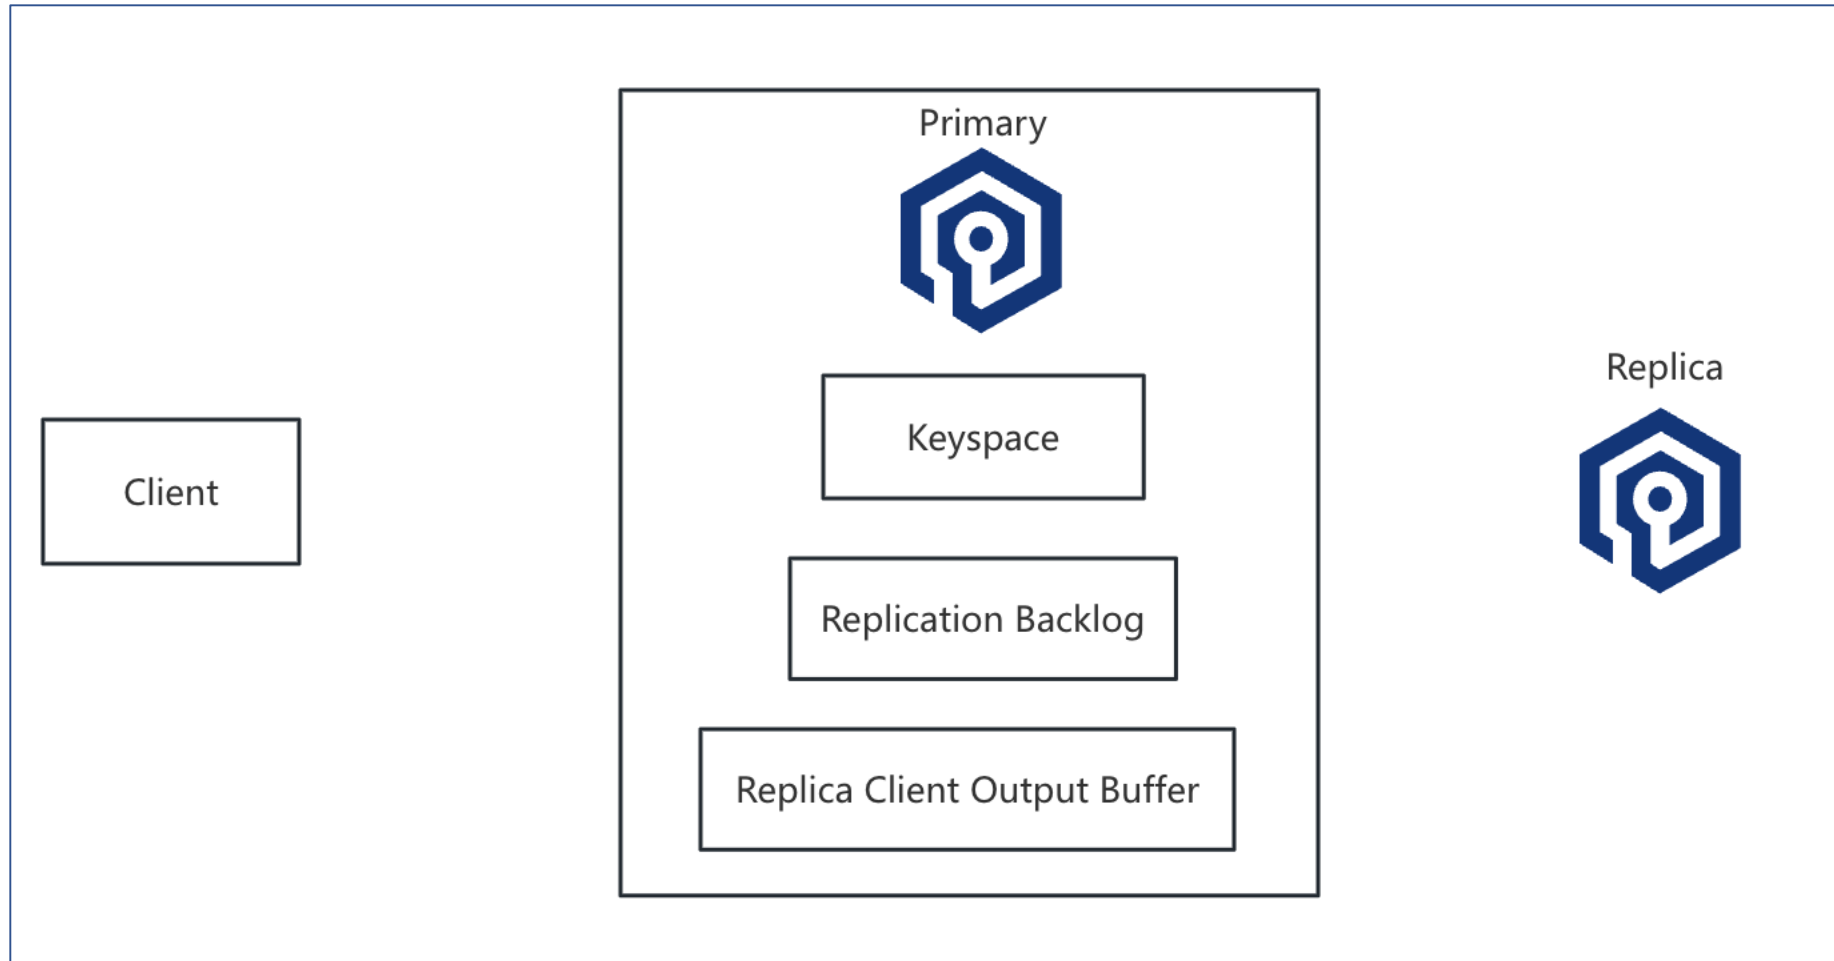 Primary
Replica
Keyspace
Client
Replication Backlog
Replica Client Output Buffer